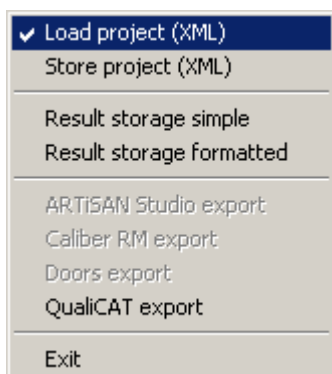 Load project (XML)
Store project (XML)
Result storage simple
Result storage formatted
ARTiSAN Studio export
Caliber RM export
Doors export
QualiCAT export
Exit